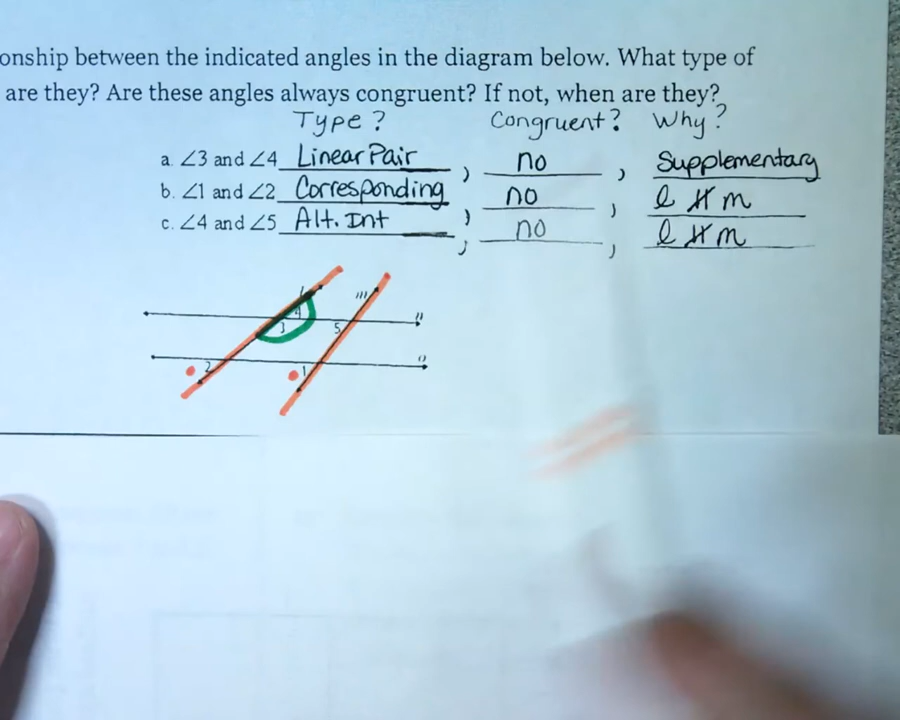 onship between the indicated angles in the diagram below. What type of
are they? Are these angles always congruent? If not, when are they?
Type? Congruent? Why?
a. ∠3 and ∠4 Linear Pair, no, Supplementary
b. ∠1 and ∠2 Corresponding, no, l ∦ m
c. ∠4 and ∠5 Alt. Int, no, l ∦ m
l m
4 n
3 5
2 1